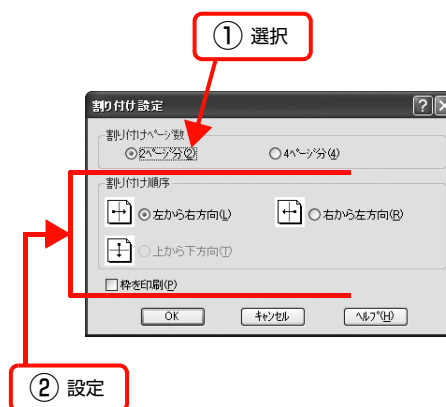 ① 選択
割り付け設定
割り付けページ数
2ページ分(2)
4ページ分(4)
割り付け順序
左から右方向(L)
右から左方向(R)
上から下方向(T)
枠を印刷(P)
OK
キャンセル
ヘルプ(H)
② 設定